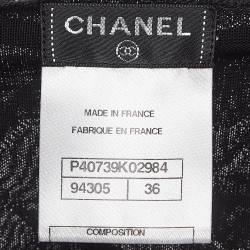 CHANEL
MADE IN FRANCE
FABRIQUE EN FRANCE
P40739K02984
94305 36
COMPOSITION